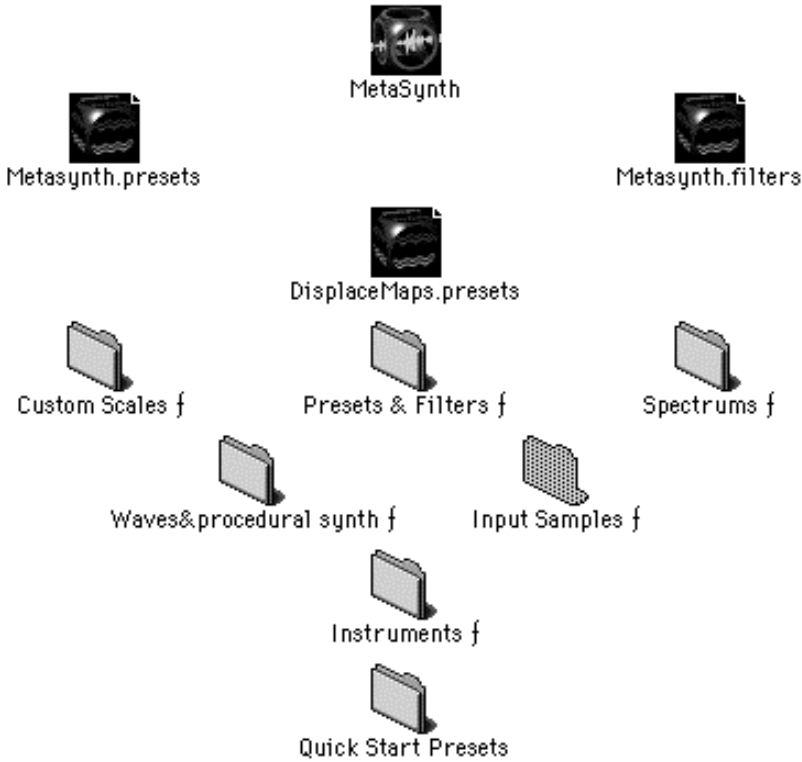 MetaSynth
Metasynth.presets
Metasynth.filters
DisplaceMaps.presets
Custom Scales ƒ
Presets & Filters ƒ
Spectrums ƒ
Waves&procedural synth ƒ
Input Samples ƒ
Instruments ƒ
Quick Start Presets